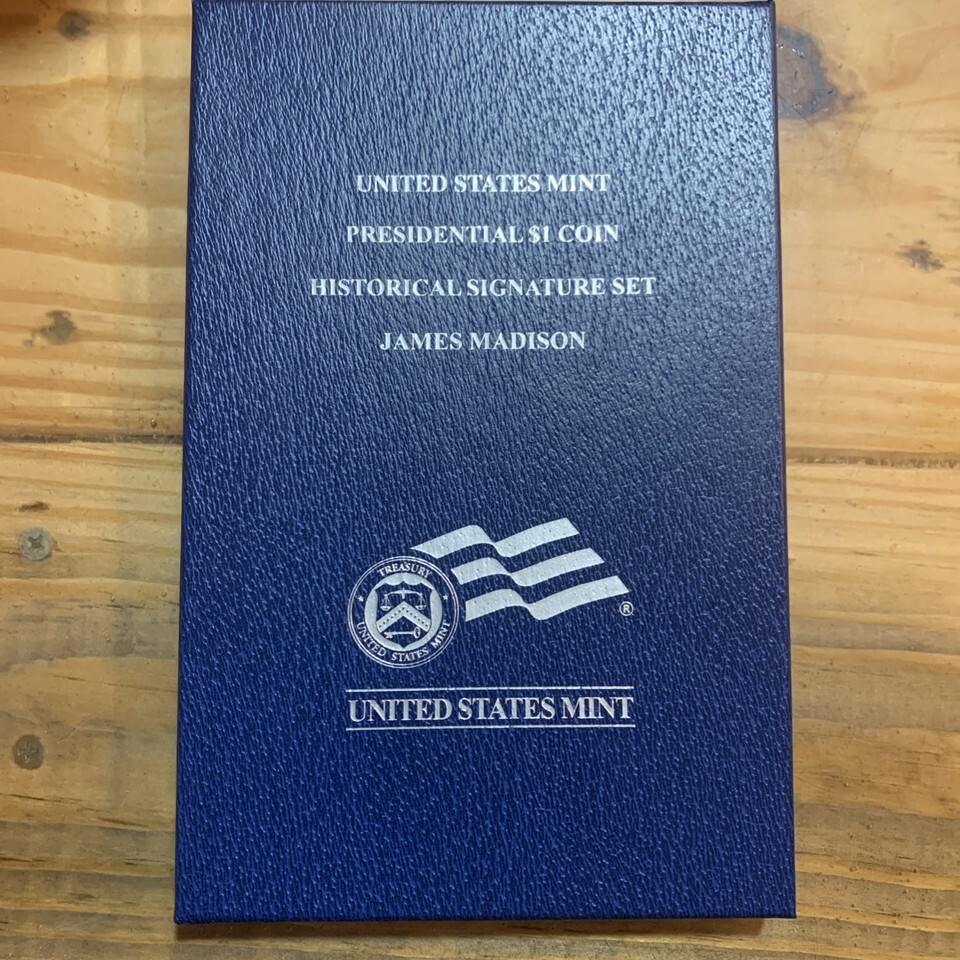 UNITED STATES MINT
PRESIDENTIAL $1 COIN
HISTORICAL SIGNATURE SET
JAMES MADISON
TREASURY
UNITED STATES MINT
®
UNITED STATES MINT